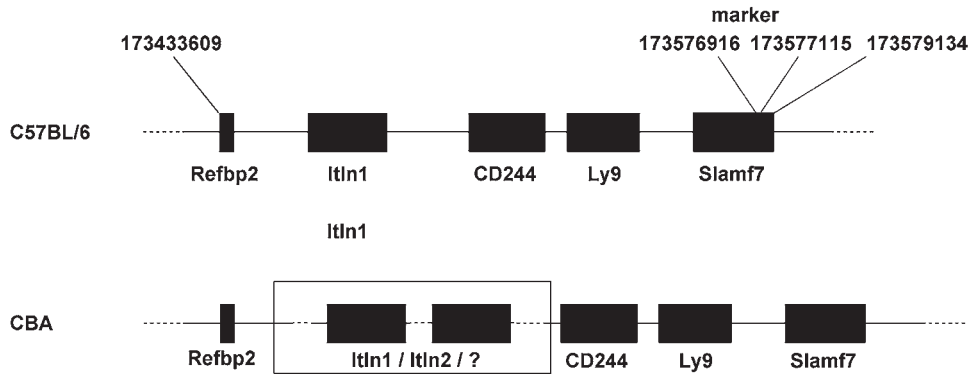 marker
173433609 173576916 173577115 173579134
C57BL/6
Refbp2 Itln1 CD244 Ly9 Slamf7
Itln1
CBA
Refbp2 Itln1 / Itln2 / ? CD244 Ly9 Slamf7